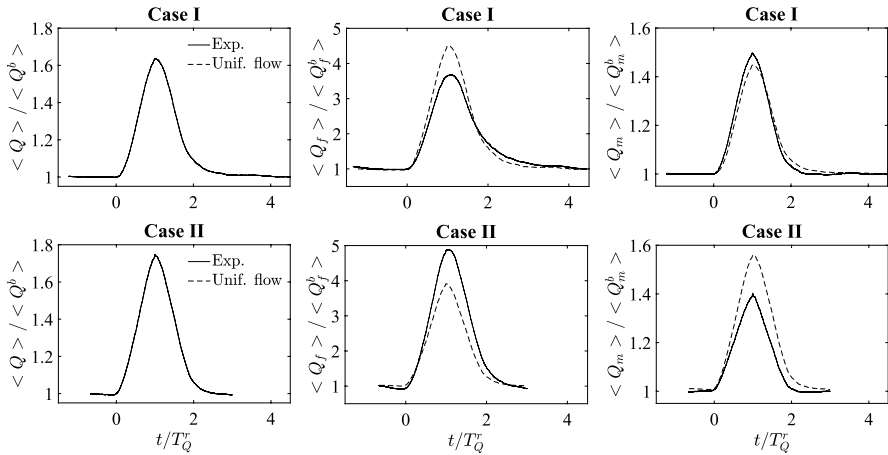 Case I
< Q > / < Q^b >
1.8
1.6
1.4
1.2
1
0 2 4
Exp.
Unif. flow
Case I
< Q_f > / < Q_f^b >
5
4
3
2
1
0 2 4
Case I
< Q_m > / < Q_m^b >
1.6
1.4
1.2
1
0 2 4
Case II
< Q > / < Q^b >
1.8
1.6
1.4
1.2
1
0 2 4
t/T_Q^r
Exp.
Unif. flow
Case II
< Q_f > / < Q_f^b >
5
4
3
2
1
0 2 4
t/T_Q^r
Case II
< Q_m > / < Q_m^b >
1.6
1.4
1.2
1
0 2 4
t/T_Q^r